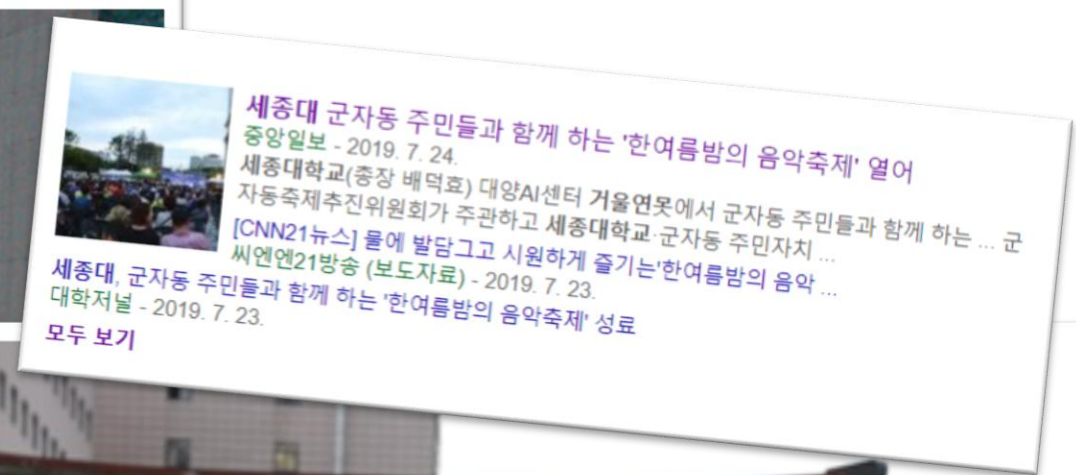 세종대 군자동 주민들과 함께 하는 '한여름밤의 음악축제' 열어
중앙일보 - 2019. 7. 24.
세종대학교(총장 배덕효) 대양AI센터 거울연못에서 군자동 주민들과 함께 하는 ... 군
자동축제추진위원회가 주관하고 세종대학교·군자동 주민자치 ...
[CNN21뉴스] 물에 발담그고 시원하게 즐기는'한여름밤의 음악 ...
씨엔엔21방송 (보도자료) - 2019. 7. 23.
세종대, 군자동 주민들과 함께 하는 '한여름밤의 음악축제' 성료
대학저널 - 2019. 7. 23.
모두 보기